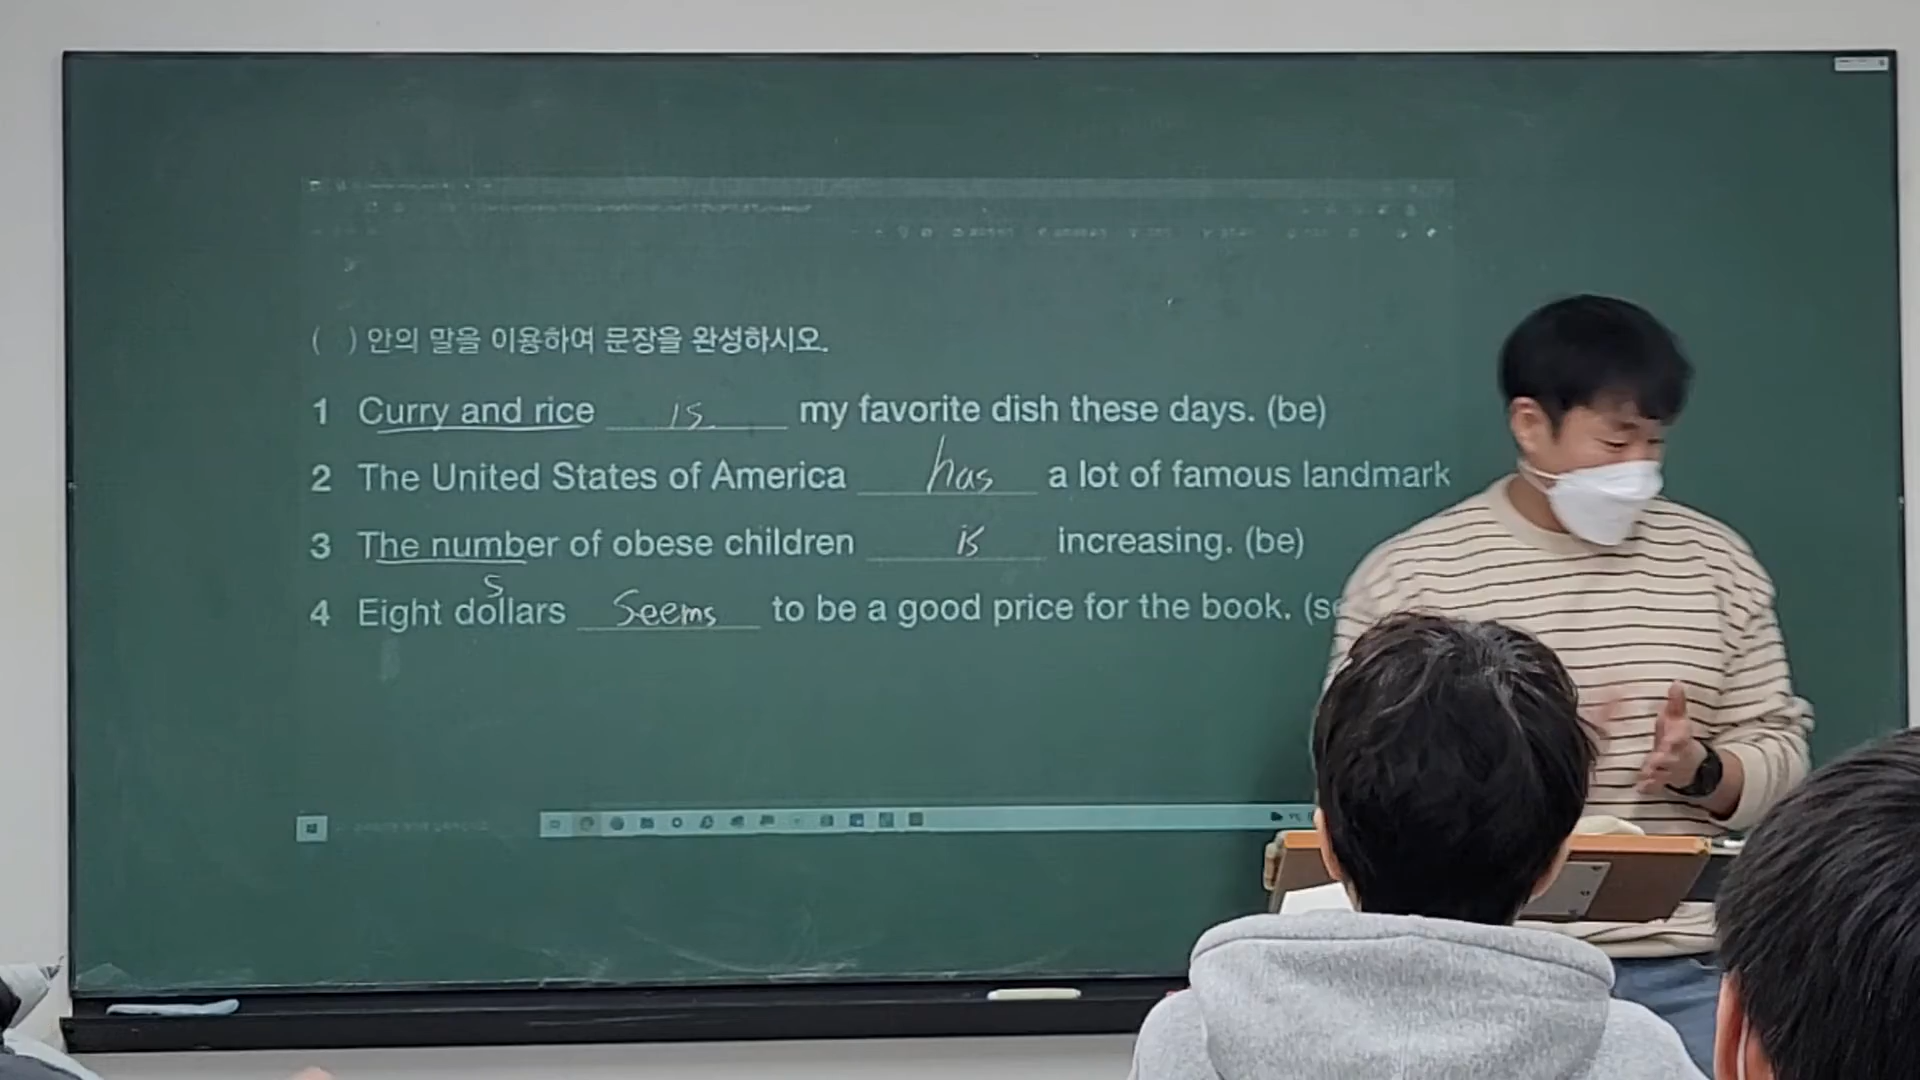 ( ) 안의 말을 이용하여 문장을 완성하시오.
1 Curry and rice is my favorite dish these days. (be)
2 The United States of America has a lot of famous landmark
3 The number of obese children is increasing. (be)
S
4 Eight dollars Seems to be a good price for the book. (se